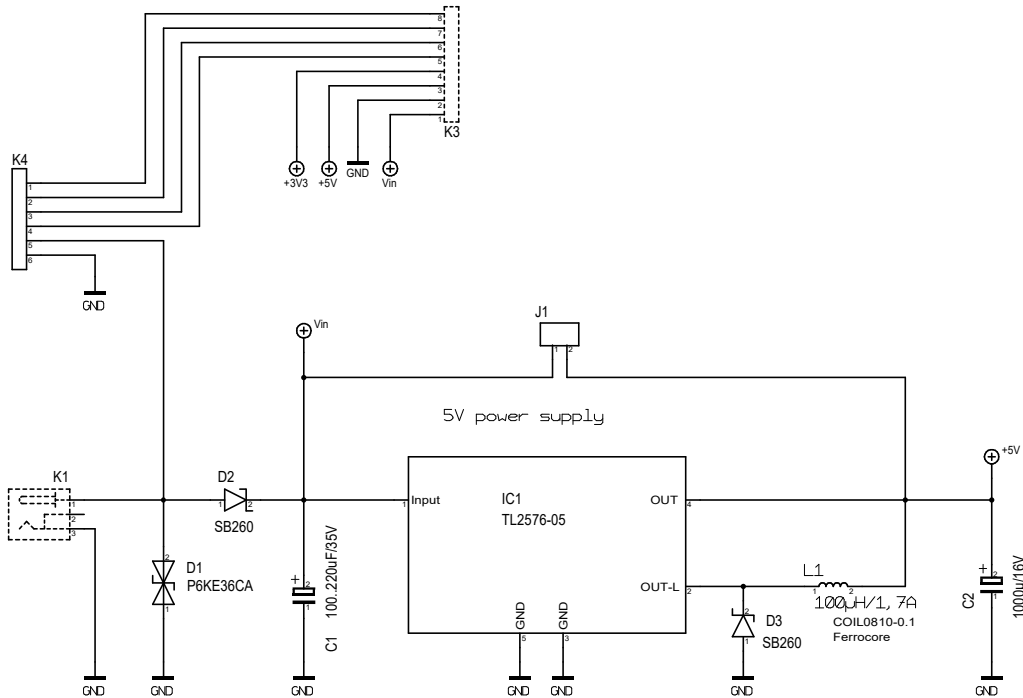 8
7
6
5
4
3
2
1
K3
+3V3
+5V
GND
Vin
K4
1
2
3
4
5
6
GND
Vin
J1
1 2
5V power supply
+5V
K1
1
2
3
D2
1 2
SB260
1 Input
IC1
TL2576-05
OUT 4
D1
P6KE36CA
2
1
+
2
1
C1
100..220uF/35V
GND
5
GND
3
OUT-L 2
L1
1 2
100µH/1,7A
COIL0810-0.1
Ferrocore
D3
SB260
2
1
+
2
1
C2
1000u/16V
GND
GND
GND
GND
GND
GND
GND